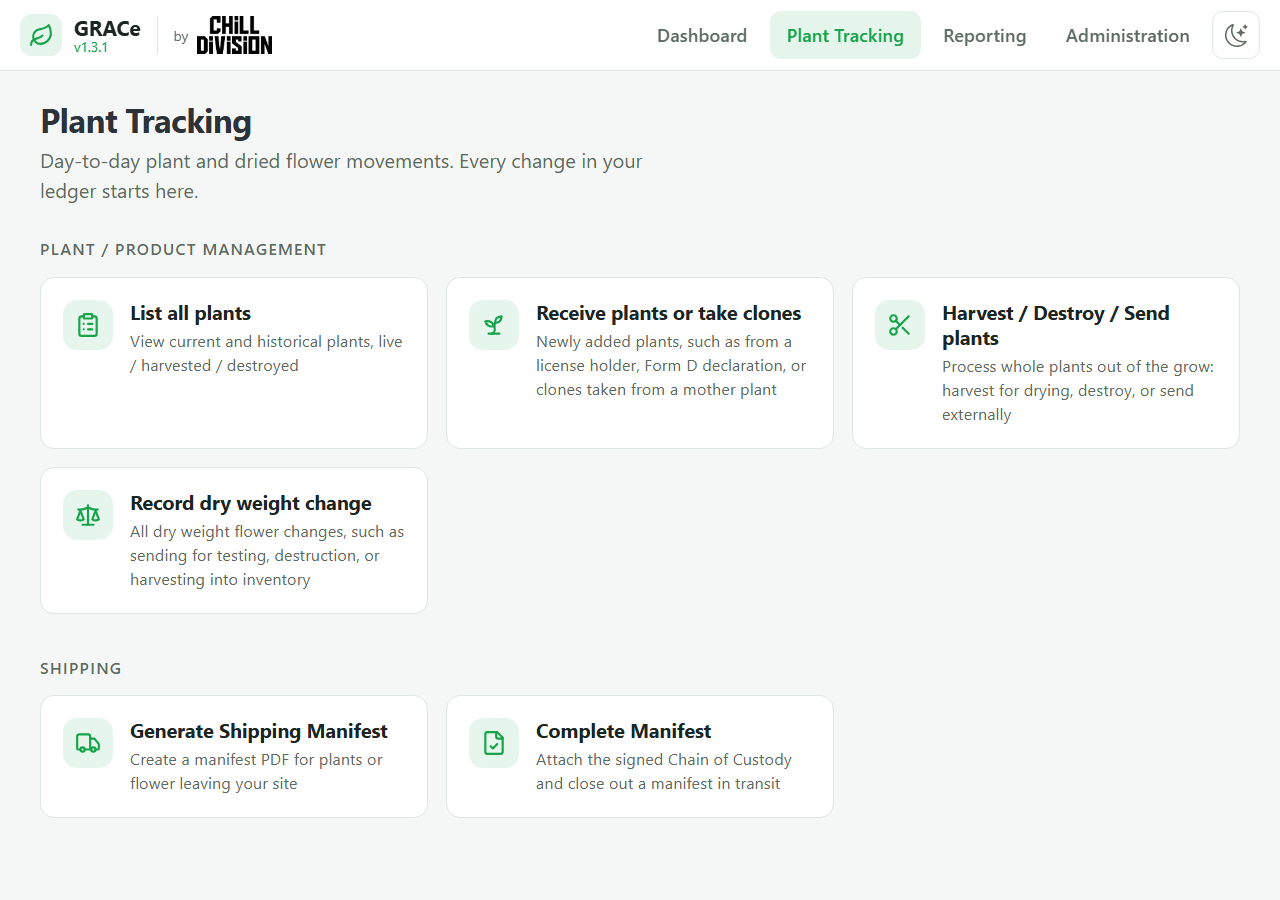 GRACe
v1.3.1
by
CHILL
DIVISION
Dashboard
Plant Tracking
Reporting
Administration
Plant Tracking
Day-to-day plant and dried flower movements. Every change in your
ledger starts here.
PLANT / PRODUCT MANAGEMENT
List all plants
View current and historical plants, live
/ harvested / destroyed
Receive plants or take clones
Newly added plants, such as from a
license holder, Form D declaration, or
clones taken from a mother plant
Harvest / Destroy / Send
plants
Process whole plants out of the grow:
harvest for drying, destroy, or send
externally
Record dry weight change
All dry weight flower changes, such as
sending for testing, destruction, or
harvesting into inventory
SHIPPING
Generate Shipping Manifest
Create a manifest PDF for plants or
flower leaving your site
Complete Manifest
Attach the signed Chain of Custody
and close out a manifest in transit